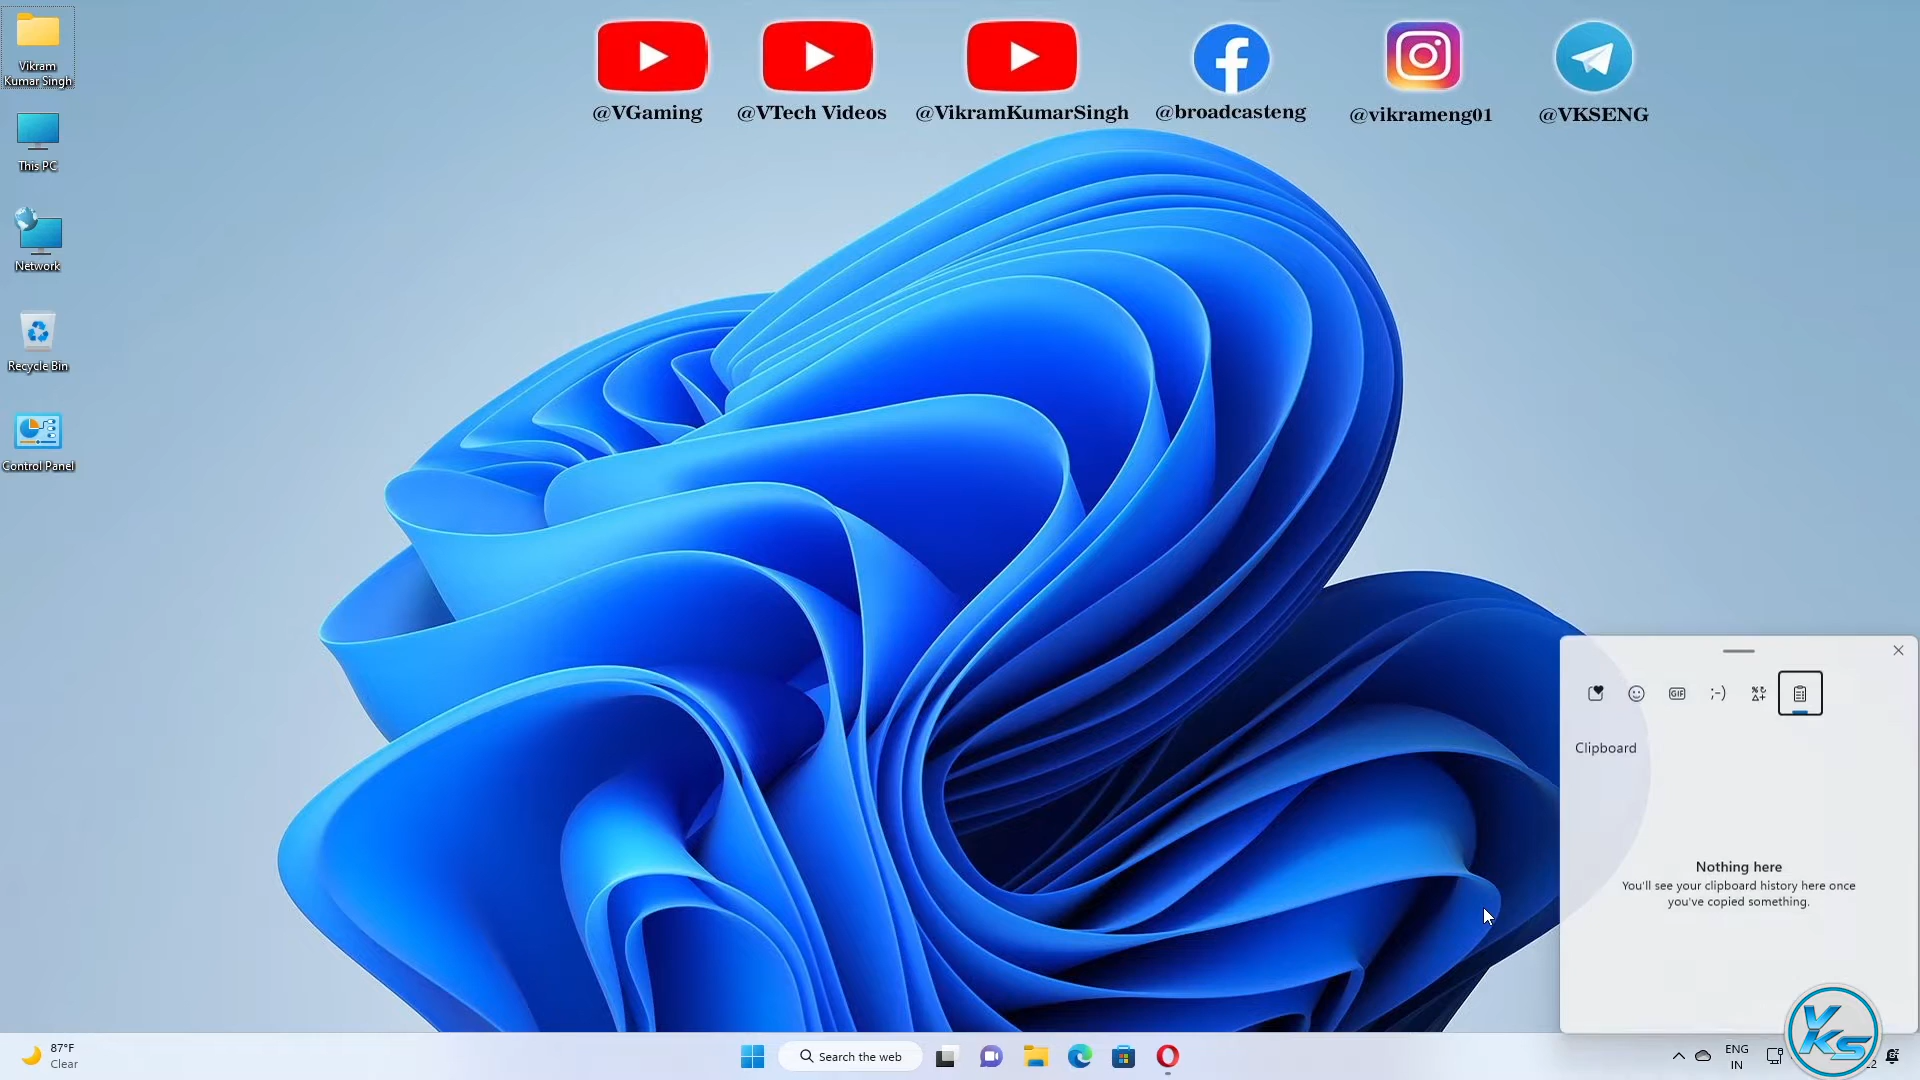 Vikram
Kumar Singh
This PC
Network
Recycle Bin
Control Panel
@VGaming
@VTech Videos
@VikramKumarSingh
@broadcasteng
@vikrameng01
@VKSENG
GIF
;-)
Clipboard
Nothing here
You'll see your clipboard history here once
you've copied something.
87°F
Clear
Search the web
ENG
IN
VKS